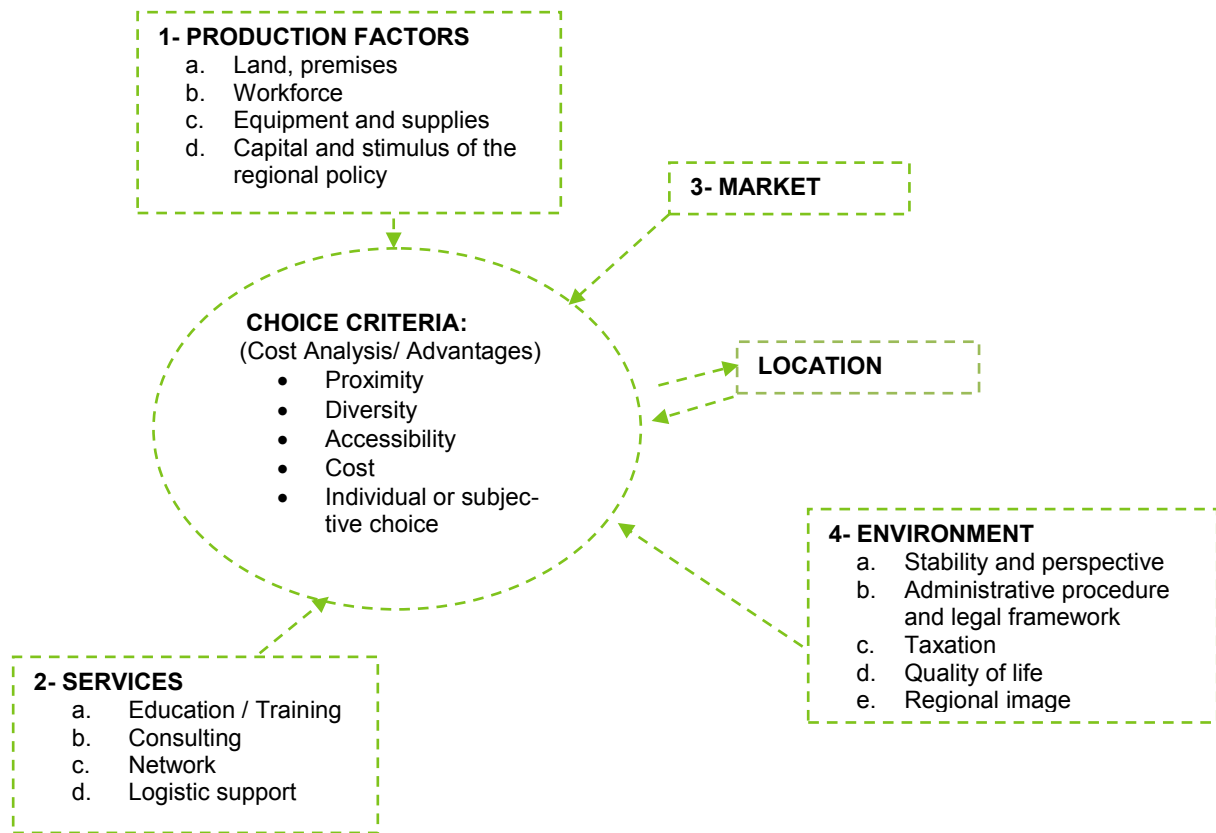 1- PRODUCTION FACTORS
a. Land, premises
b. Workforce
c. Equipment and supplies
d. Capital and stimulus of the
regional policy
3- MARKET
CHOICE CRITERIA:
(Cost Analysis/ Advantages)
• Proximity
• Diversity
• Accessibility
• Cost
• Individual or subjec-
tive choice
LOCATION
4- ENVIRONMENT
a. Stability and perspective
b. Administrative procedure
and legal framework
c. Taxation
d. Quality of life
e. Regional image
2- SERVICES
a. Education / Training
b. Consulting
c. Network
d. Logistic support